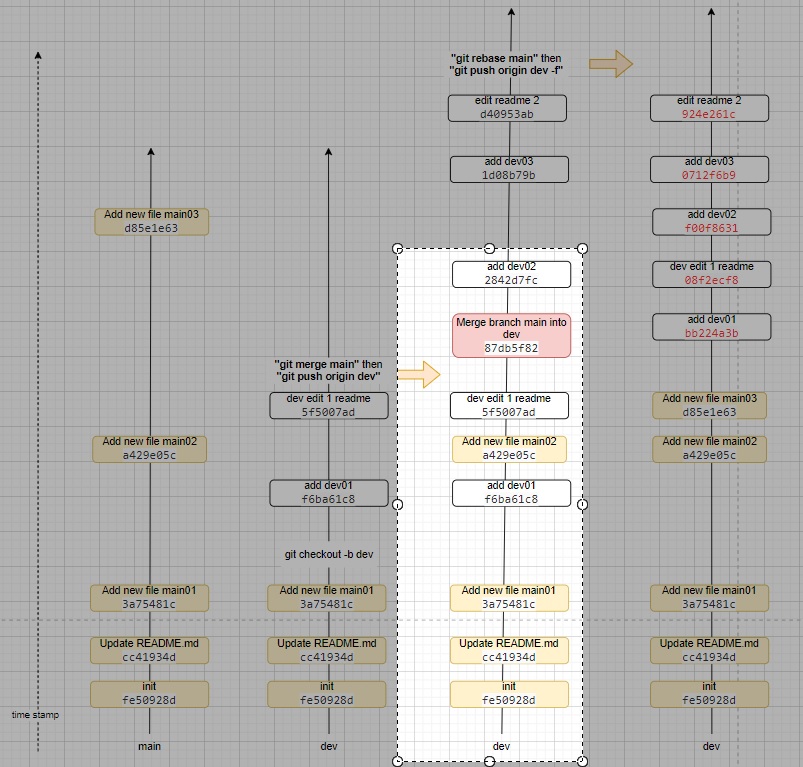 "git rebase main" then
"git push origin dev -f"
edit readme 2
d40953ab
edit readme 2
924e261c
add dev03
1d08b79b
add dev03
0712f6b9
Add new file main03
d85e1e63
add dev02
f00f8631
add dev02
2842d7fc
dev edit 1 readme
08f2ecf8
Merge branch main into
dev
87db5f82
add dev01
bb224a3b
"git merge main" then
"git push origin dev"
dev edit 1 readme
5f5007ad
dev edit 1 readme
5f5007ad
Add new file main03
d85e1e63
Add new file main02
a429e05c
Add new file main02
a429e05c
Add new file main02
a429e05c
add dev01
f6ba61c8
add dev01
f6ba61c8
git checkout -b dev
Add new file main01
3a75481c
Add new file main01
3a75481c
Add new file main01
3a75481c
Add new file main01
3a75481c
Update README.md
cc41934d
Update README.md
cc41934d
Update README.md
cc41934d
Update README.md
cc41934d
init
fe50928d
init
fe50928d
init
fe50928d
init
fe50928d
time stamp
main
dev
dev
dev